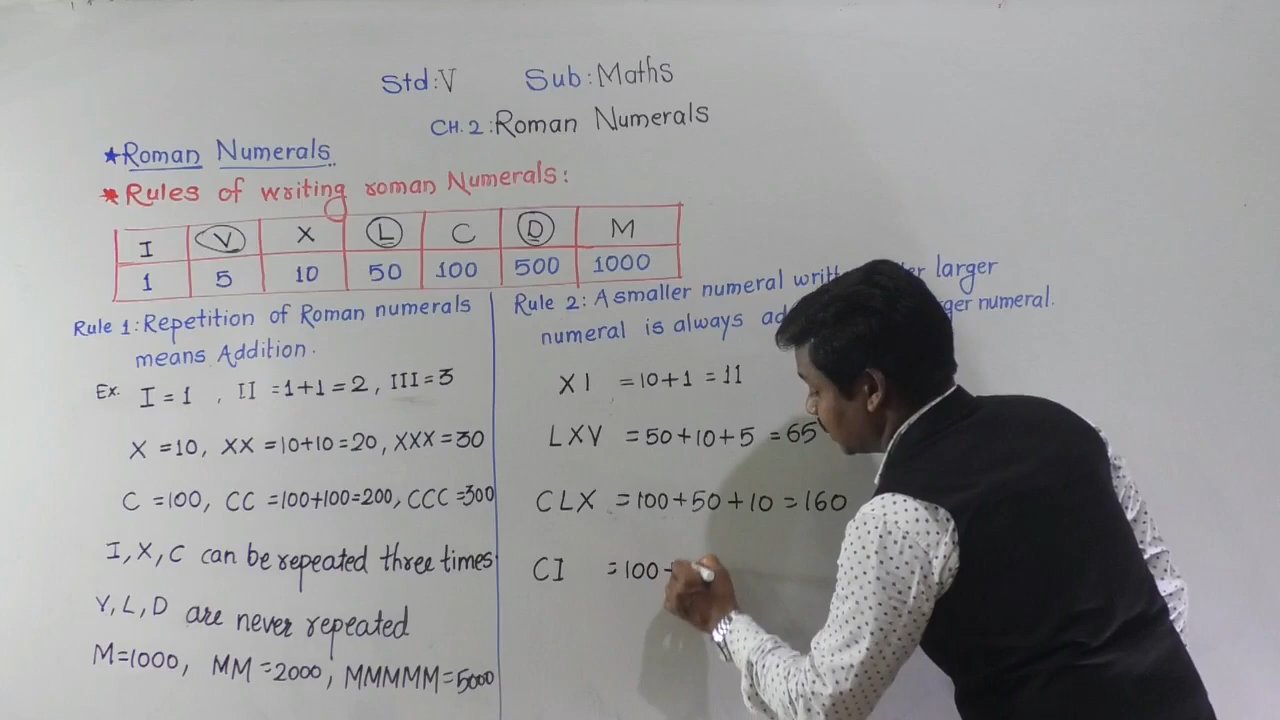 Std:V Sub:Maths
CH.2:Roman Numerals
★Roman Numerals
★Rules of writing roman Numerals:
I V X L C D M
1 5 10 50 100 500 1000
Rule 1:Repetition of Roman numerals
means Addition.
Ex. I=1 , II =1+1=2, III=3
X =10, XX =10+10=20, XXX=30
C =100, CC =100+100=200, CCC=300
I, X, C can be repeated three times
V, L, D are never repeated
M=1000, MM=2000, MMMMM=5000
Rule 2: A smaller numeral larger
numeral is always numeral.
XI =10+1=11
LXV =50+10+5 =65
CLX =100+50+10=160
CI =100